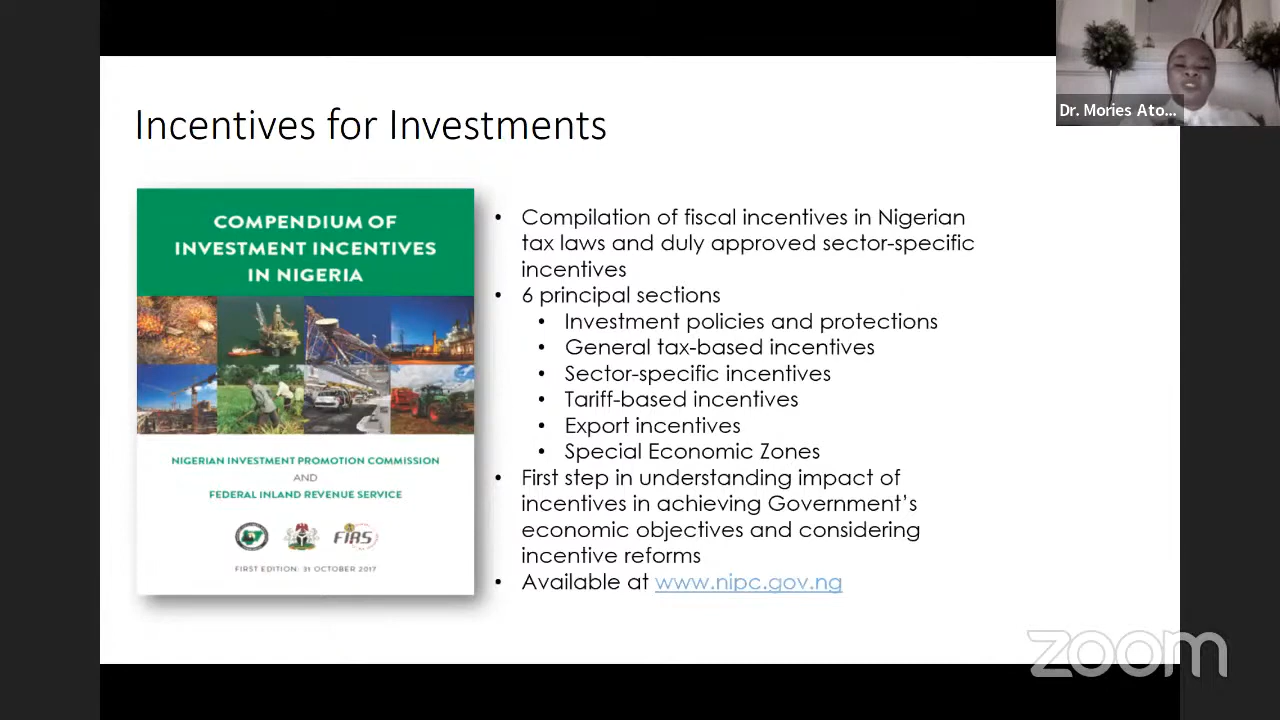 Dr. Mories Ato...
Incentives for Investments
COMPENDIUM OF
INVESTMENT INCENTIVES
IN NIGERIA
NIGERIAN INVESTMENT PROMOTION COMMISSION
AND
FEDERAL INLAND REVENUE SERVICE
FIRS
FIRST EDITION: 31 OCTOBER 2017
• Compilation of fiscal incentives in Nigerian
tax laws and duly approved sector-specific
incentives
• 6 principal sections
• Investment policies and protections
• General tax-based incentives
• Sector-specific incentives
• Tariff-based incentives
• Export incentives
• Special Economic Zones
• First step in understanding impact of
incentives in achieving Government’s
economic objectives and considering
incentive reforms
• Available at www.nipc.gov.ng
zoom